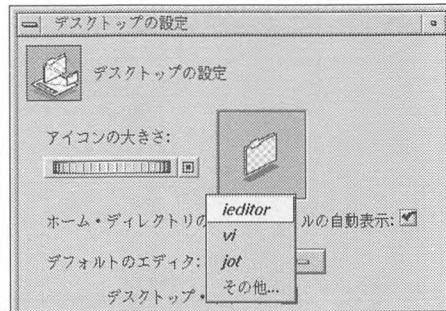 デスクトップの設定
デスクトップの設定
アイコンの大きさ:
ホーム・ディレクトリの ルの自動表示:
ieditor
vi
デフォルトのエディタ:
jot
その他...
デスクトップ・